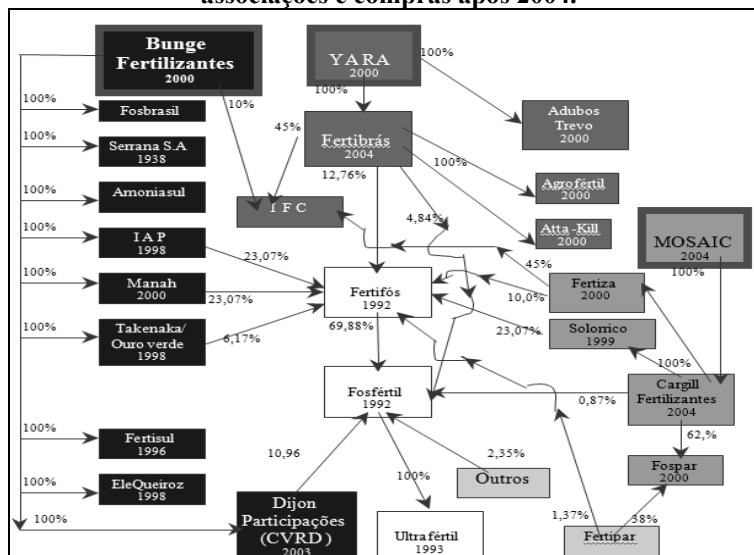 associações e compras após 2004.
Bunge
Fertilizantes
2000
YARA
2000
100%
100%
10%
45%
100%
Fosbrasil
100%
Serrana S.A
1938
100%
Amoniasul
100%
IAP
1998
100%
Manah
2000
100%
Takenaka/
Ouro verde
1998
100%
Fertisul
1996
100%
EleQueiroz
1998
100%
Dijon
Participações
(CVRD)
2003
Fertibrás
2004
12,76%
100%
4,84%
Adubos
Trevo
2000
Agrofértil
2000
Atta-Kill
2000
IFC
MOSAIC
2004
100%
45%
Fertiza
2000
10,0%
23,07%
23,07%
6,17%
Fertifós
1992
69,88%
23,07%
Solorrico
1999
100%
Cargill
Fertilizantes
2004
0,87%
62,%
Fosfértil
1992
10,96
100%
2,35%
Outros
Ultrafértil
1993
Fospar
2000
1,37%
38%
Fertipar